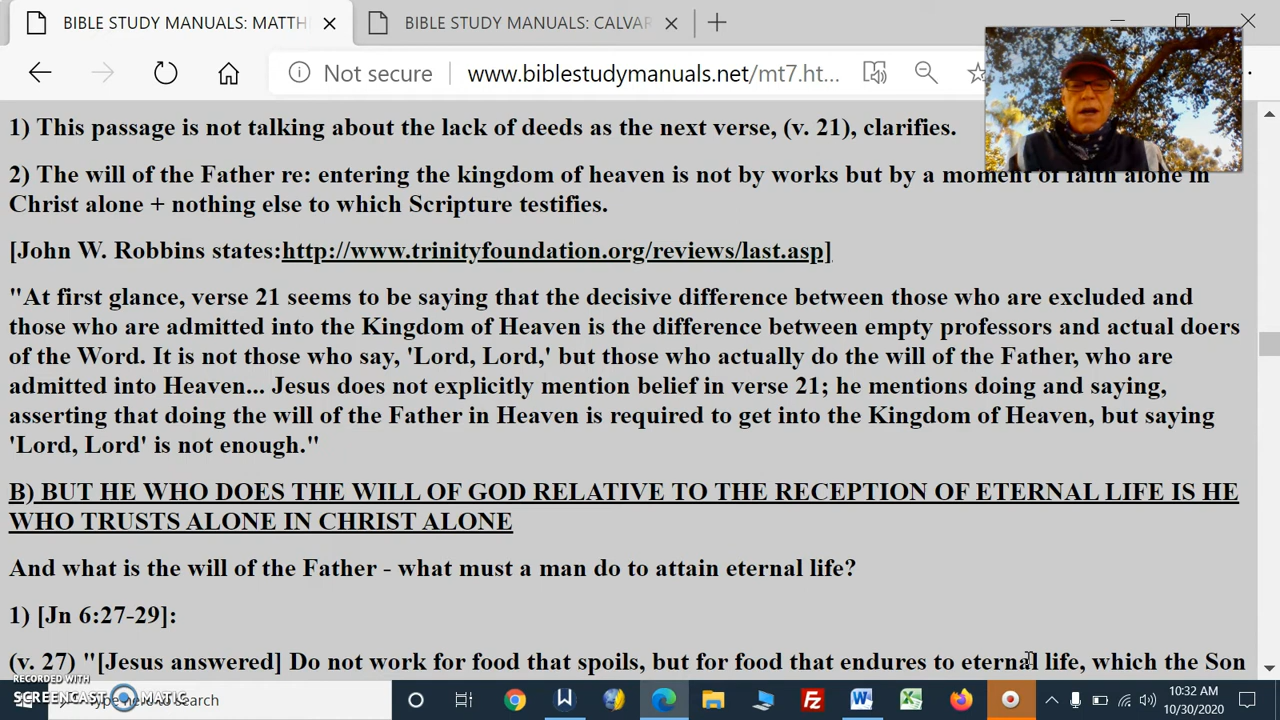 BIBLE STUDY MANUALS: MATTH
BIBLE STUDY MANUALS: CALVAR
Not secure
www.biblestudymanuals.net/mt7.ht...
1) This passage is not talking about the lack of deeds as the next verse, (v. 21), clarifies.
2) The will of the Father re: entering the kingdom of heaven is not by works but by a moment of faith alone in
Christ alone + nothing else to which Scripture testifies.
[John W. Robbins states:http://www.trinityfoundation.org/reviews/last.asp]
"At first glance, verse 21 seems to be saying that the decisive difference between those who are excluded and
those who are admitted into the Kingdom of Heaven is the difference between empty professors and actual doers
of the Word. It is not those who say, 'Lord, Lord,' but those who actually do the will of the Father, who are
admitted into Heaven... Jesus does not explicitly mention belief in verse 21; he mentions doing and saying,
asserting that doing the will of the Father in Heaven is required to get into the Kingdom of Heaven, but saying
'Lord, Lord' is not enough."
B) BUT HE WHO DOES THE WILL OF GOD RELATIVE TO THE RECEPTION OF ETERNAL LIFE IS HE
WHO TRUSTS ALONE IN CHRIST ALONE
And what is the will of the Father - what must a man do to attain eternal life?
1) [Jn 6:27-29]:
(v. 27) "[Jesus answered] Do not work for food that spoils, but for food that endures to eternal life, which the Son
RECORDED WITH
SCREENCAST MATIC
Type here to search
10:32 AM
10/30/2020